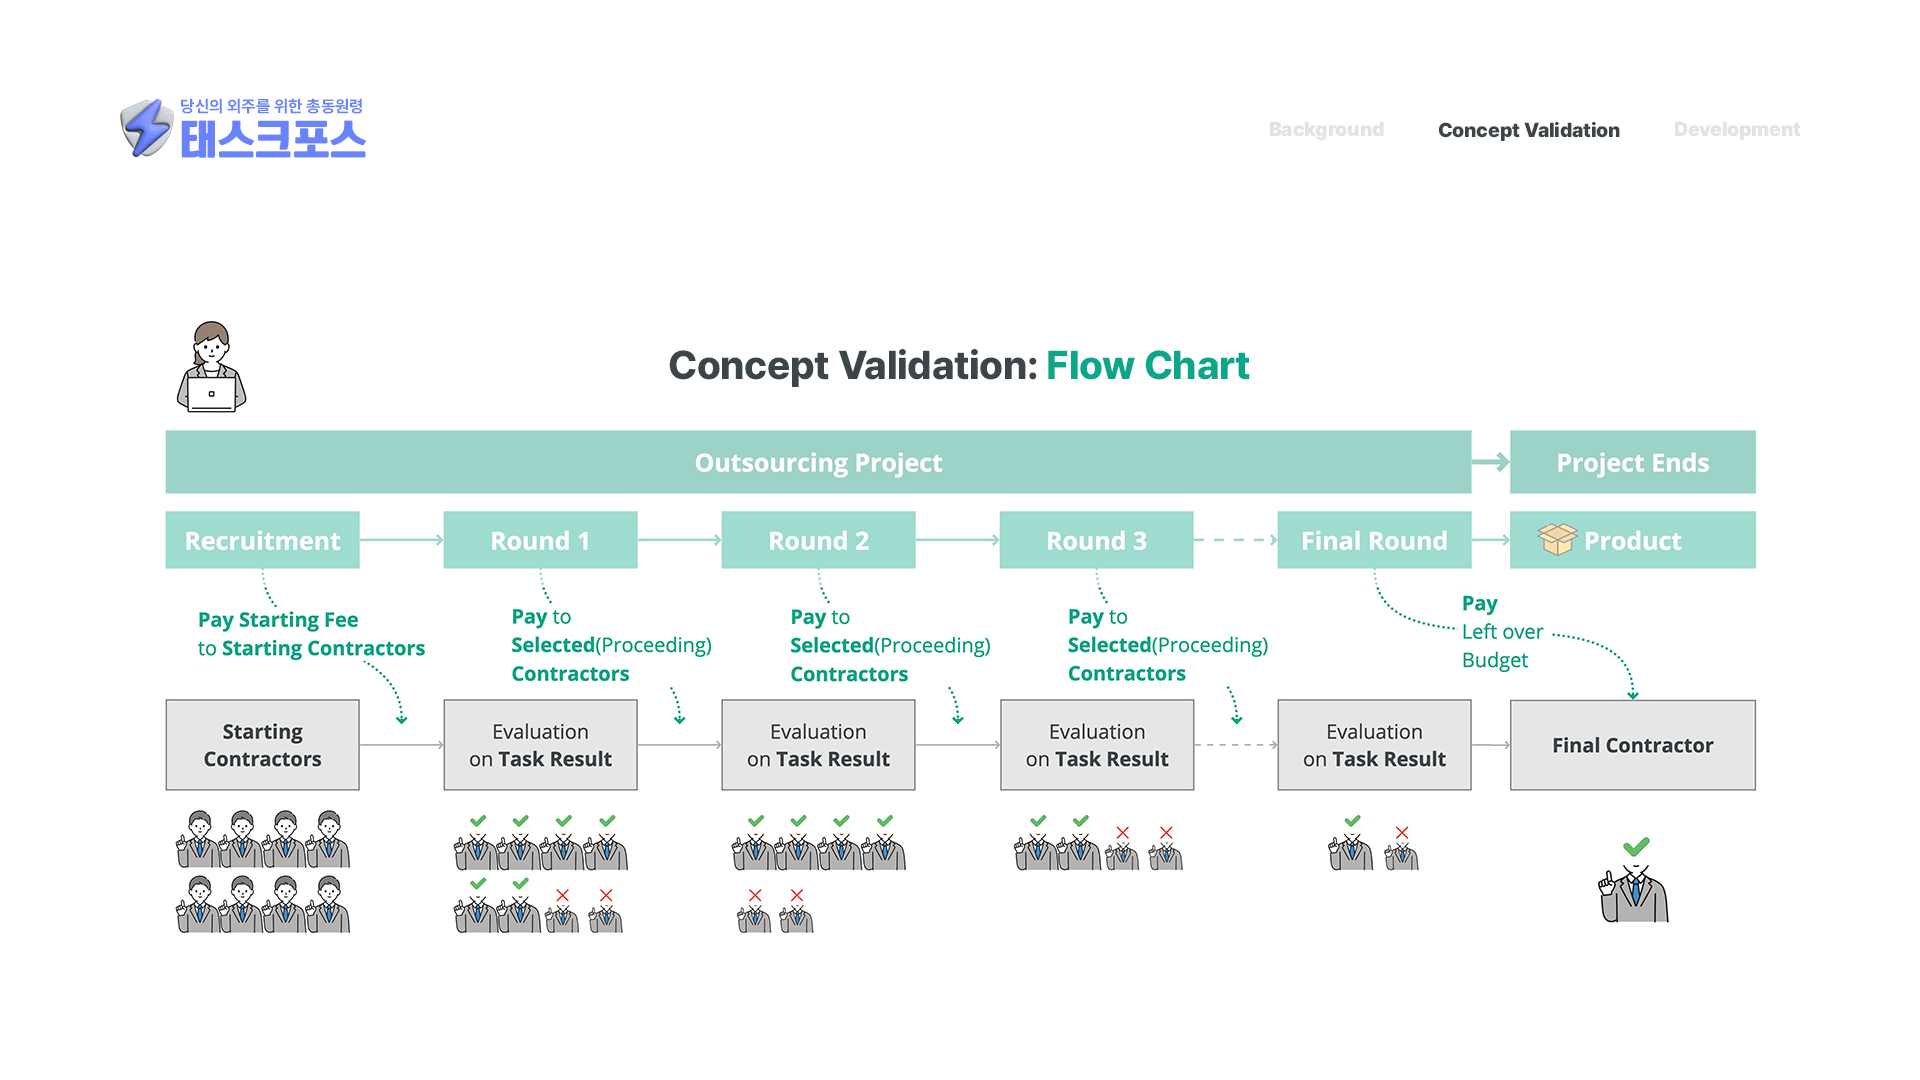 당신의 외주를 위한 총동원령
태스크포스
Background
Concept Validation
Development
Concept Validation: Flow Chart
Outsourcing Project
Project Ends
Recruitment
Round 1
Round 2
Round 3
Final Round
Product
Pay Starting Fee
to Starting Contractors
Pay to
Selected(Proceeding)
Contractors
Pay to
Selected(Proceeding)
Contractors
Pay to
Selected(Proceeding)
Contractors
Pay
Left over
Budget
Starting
Contractors
Evaluation
on Task Result
Evaluation
on Task Result
Evaluation
on Task Result
Evaluation
on Task Result
Final Contractor